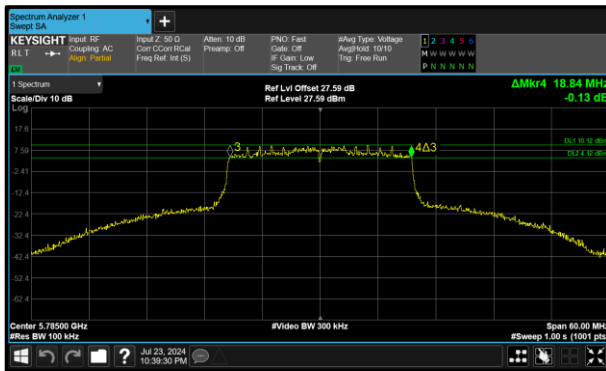 Spectrum Analyzer 1
Swept SA
+
KEYSIGHT Input: RF Input Z: 50 Ω Atten: 10 dB PNO: Fast #Avg Type: Voltage 1 2 3 4 5 6
R L T Coupling: AC Corr CCorr RCal Preamp: Off Gate: Off Avg|Hold: 10/10 M W W W W W
Align: Partial Freq Ref: Int (S) IF Gain: Low Trig: Free Run
Sig Track: Off P N N N N N
1 Spectrum Ref Lvl Offset 27.59 dB ΔMkr4 18.84 MHz
Scale/Div 10 dB Ref Level 27.59 dBm -0.13 dB
Log
17.6
DL1 10.12 dBm
7.59 3 4Δ3
DL2 4.12 dBm
-2.41
-12.4
-22.4
-32.4
-42.4
-52.4
-62.4
Center 5.78500 GHz #Video BW 300 kHz Span 60.00 MHz
#Res BW 100 kHz #Sweep 1.00 s (1001 pts)
? Jul 23, 2024
10:39:30 PM